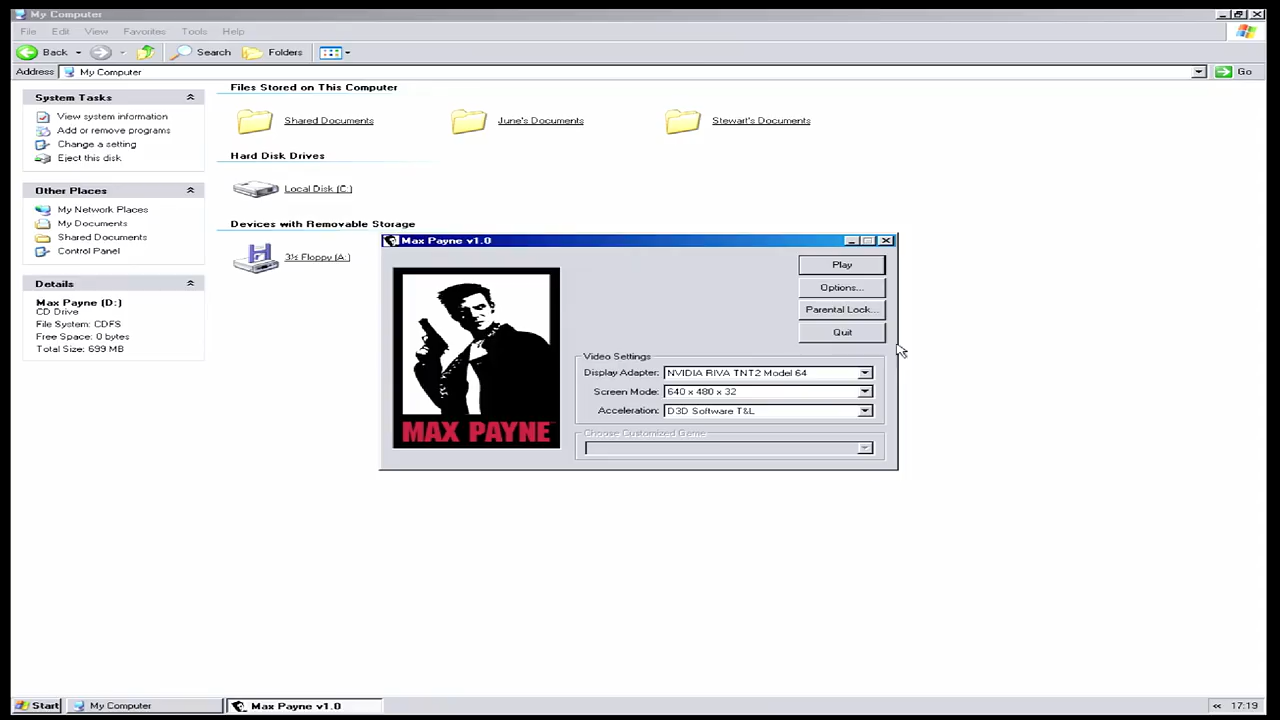 My Computer
File Edit View Favorites Tools Help
Back Search Folders
Address My Computer Go
System Tasks
View system information
Add or remove programs
Change a setting
Eject this disk
Other Places
My Network Places
My Documents
Shared Documents
Control Panel
Details
Max Payne (D:)
CD Drive
File System: CDFS
Free Space: 0 bytes
Total Size: 699 MB
Files Stored on This Computer
Shared Documents June's Documents Stewart's Documents
Hard Disk Drives
Local Disk (C:)
Devices with Removable Storage
3½ Floppy (A:)
Max Payne v1.0
MAX PAYNE
Play
Options...
Parental Lock...
Quit
Video Settings
Display Adapter: NVIDIA RIVA TNT2 Model 64
Screen Mode: 640 x 480 x 32
Acceleration: D3D Software T&L
Choose Customized Game
Start My Computer Max Payne v1.0 « 17:19